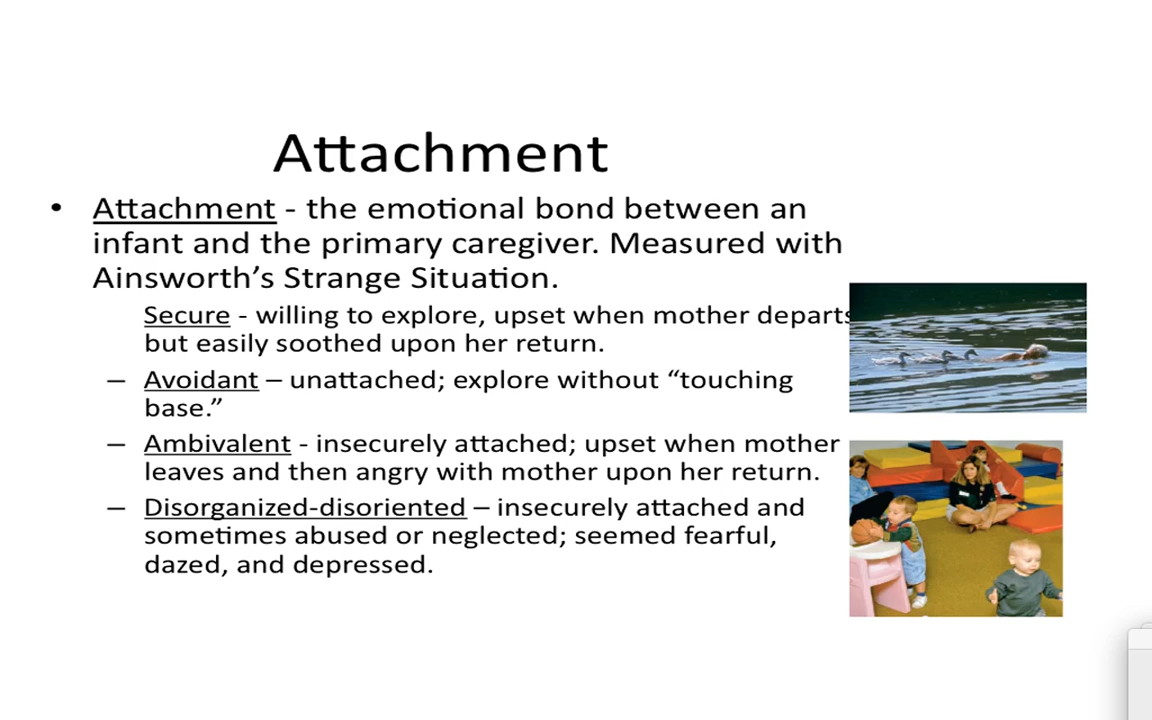 Attachment
• Attachment - the emotional bond between an
infant and the primary caregiver. Measured with
Ainsworth’s Strange Situation.
Secure - willing to explore, upset when mother departs
but easily soothed upon her return.
– Avoidant – unattached; explore without “touching
base.”
– Ambivalent - insecurely attached; upset when mother
leaves and then angry with mother upon her return.
– Disorganized-disoriented – insecurely attached and
sometimes abused or neglected; seemed fearful,
dazed, and depressed.